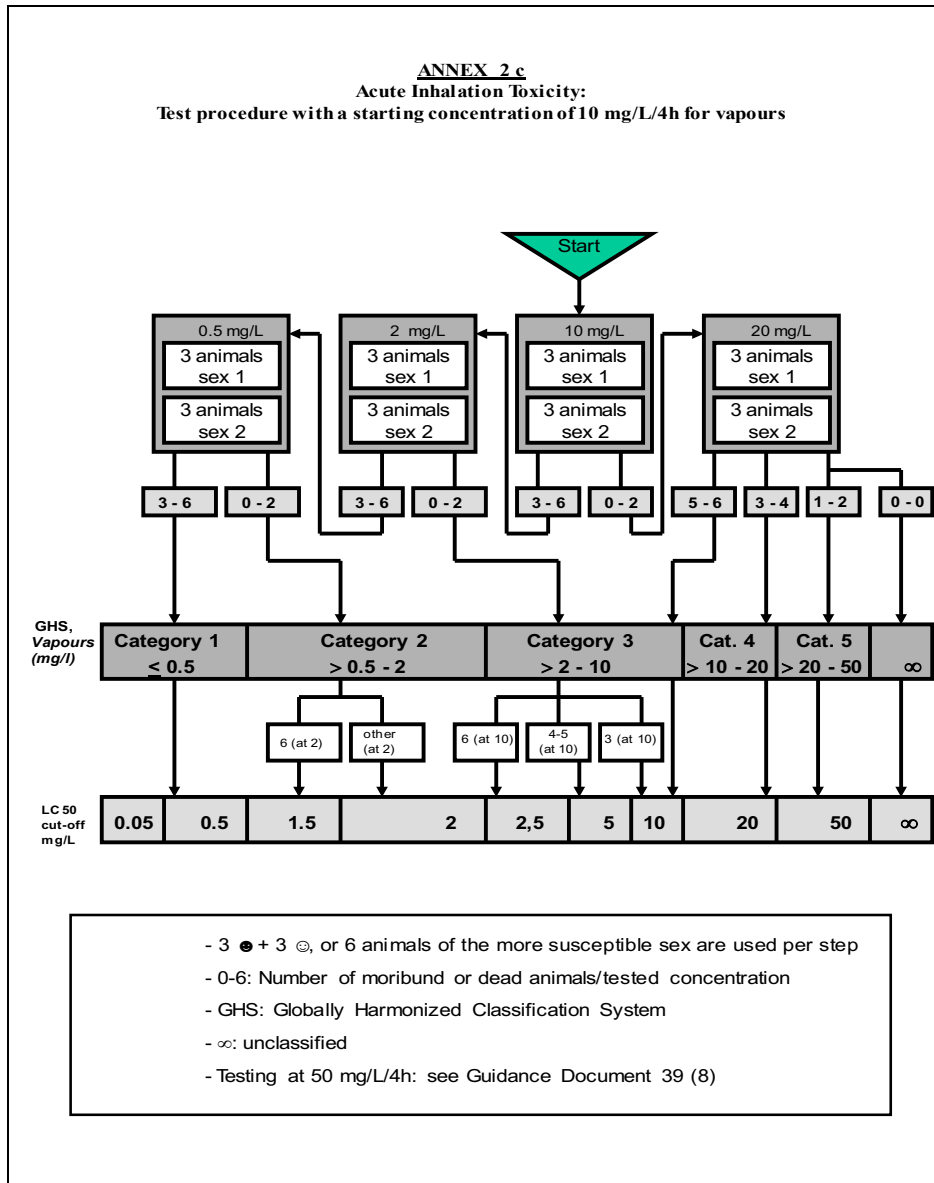 ANNEX 2 c
Acute Inhalation Toxicity:
Test procedure with a starting concentration of 10 mg/L/4h for vapours
Start
0.5 mg/L
3 animals
sex 1
3 animals
sex 2
2 mg/L
3 animals
sex 1
3 animals
sex 2
10 mg/L
3 animals
sex 1
3 animals
sex 2
20 mg/L
3 animals
sex 1
3 animals
sex 2
3 - 6
0 - 2
3 - 6
0 - 2
3 - 6
0 - 2
5 - 6
3 - 4
1 - 2
0 - 0
GHS,
Vapours
(mg/l)
Category 1
≤ 0.5
Category 2
> 0.5 - 2
Category 3
> 2 - 10
Cat. 4
> 10 - 20
Cat. 5
> 20 - 50
∞
6 (at 2)
other
(at 2)
6 (at 10)
4-5
(at 10)
3 (at 10)
LC50
cut-off
mg/L
0.05
0.5
1.5
2
2,5
5
10
20
50
∞
- 3 ☻ + 3 ☺, or 6 animals of the more susceptible sex are used per step
- 0-6: Number of moribund or dead animals/tested concentration
- GHS: Globally Harmonized Classification System
- ∞: unclassified
- Testing at 50 mg/L/4h: see Guidance Document 39 (8)